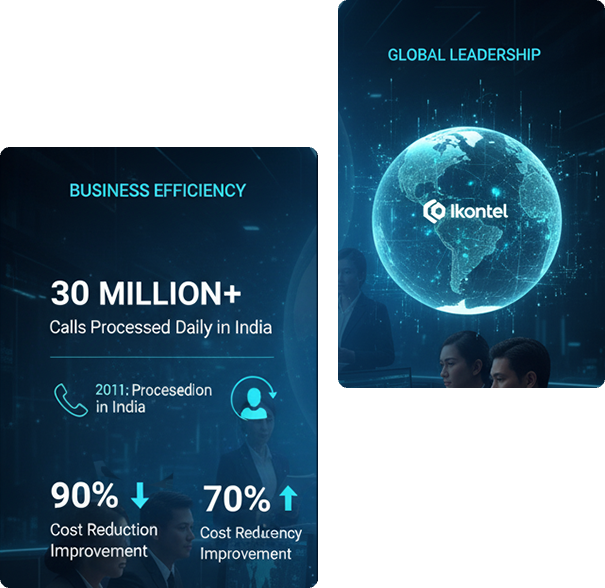 GLOBAL LEADERSHIP
Ikontel
BUSINESS EFFICIENCY
30 MILLION+
Calls Processed Daily in India
2011: Procesedion
in India
90%
Cost Reduction
Improvement
70%
Cost Redurency
Improvement